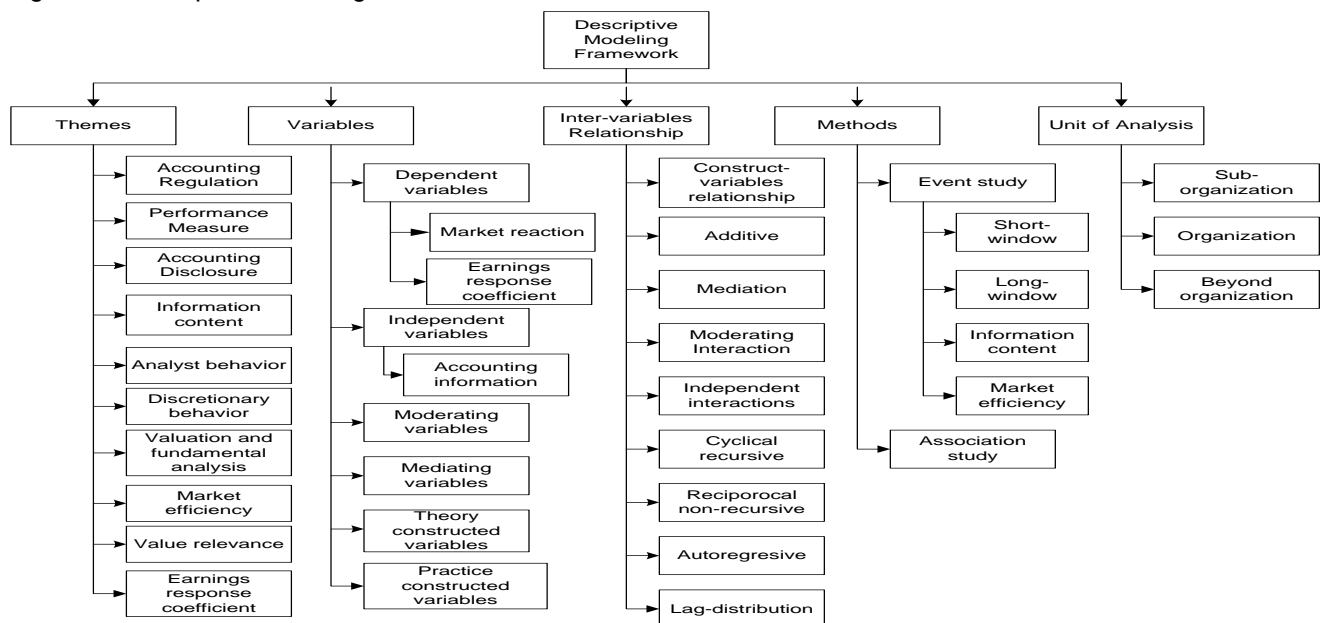 Descriptive
Modeling
Framework
Themes
Variables
Inter-variables
Relationship
Methods
Unit of Analysis
Accounting
Regulation
Performance
Measure
Accounting
Disclosure
Information
content
Analyst behavior
Discretionary
behavior
Valuation and
fundamental
analysis
Market
efficiency
Value relevance
Earnings
response
coefficient
Dependent
variables
Market reaction
Earnings
response
coefficient
Independent
variables
Accounting
information
Moderating
variables
Mediating
variables
Theory
constructed
variables
Practice
constructed
variables
Construct-
variables
relationship
Additive
Mediation
Moderating
Interaction
Independent
interactions
Cyclical
recursive
Reciporocal
non-recursive
Autoregresive
Lag-distribution
Event study
Short-
window
Long-
window
Information
content
Market
efficiency
Association
study
Sub-
organization
Organization
Beyond
organization